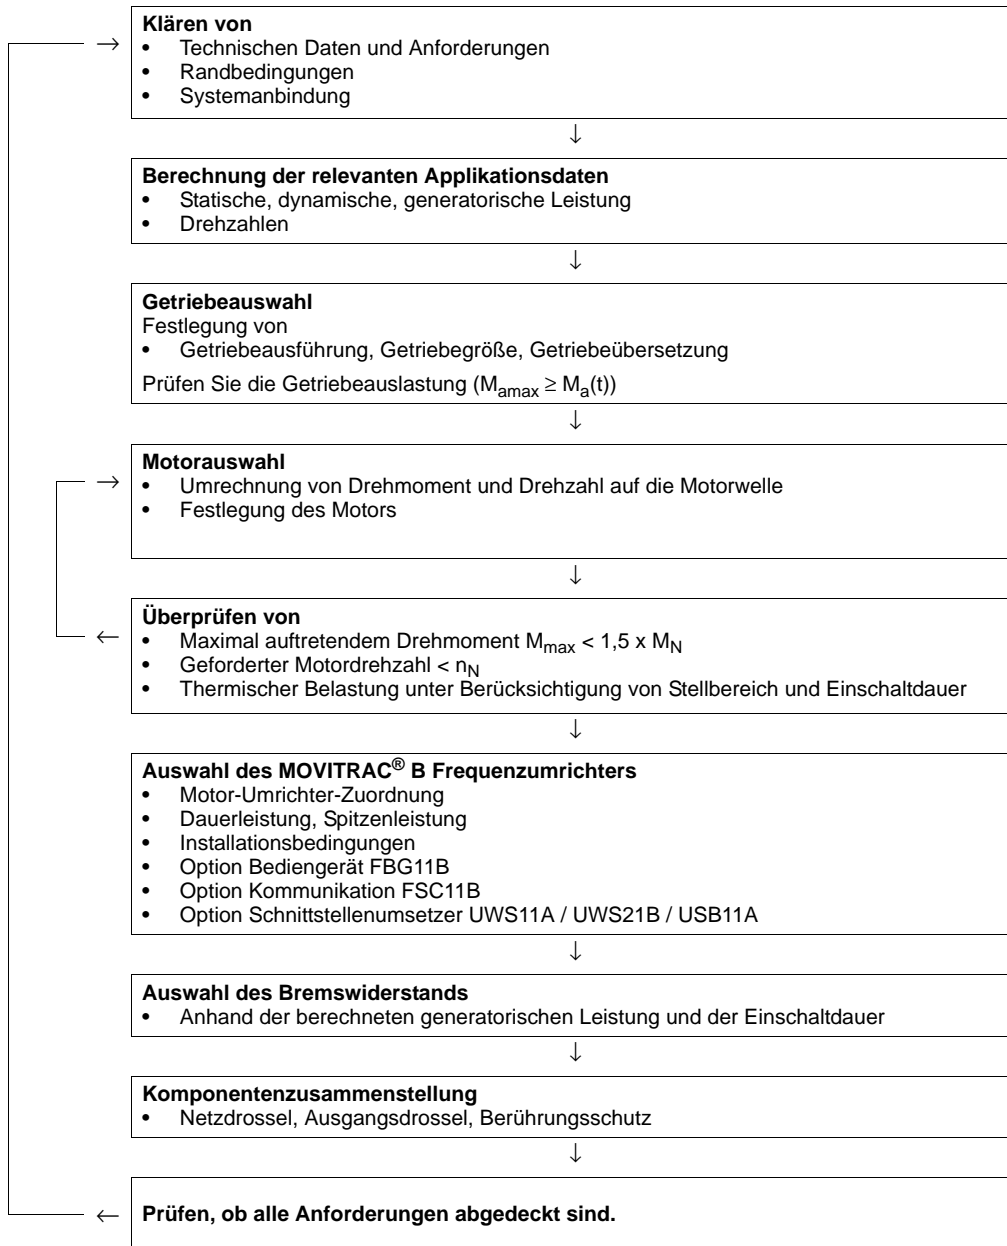 Klären von
• Technischen Daten und Anforderungen
• Randbedingungen
• Systemanbindung
Berechnung der relevanten Applikationsdaten
• Statische, dynamische, generatorische Leistung
• Drehzahlen
Getriebeauswahl
Festlegung von
• Getriebeausführung, Getriebegröße, Getriebeübersetzung
Prüfen Sie die Getriebeauslastung (Mamax ≥ Ma(t))
Motorauswahl
• Umrechnung von Drehmoment und Drehzahl auf die Motorwelle
• Festlegung des Motors
Überprüfen von
• Maximal auftretendem Drehmoment Mmax < 1,5 x MN
• Geforderter Motordrehzahl < nN
• Thermischer Belastung unter Berücksichtigung von Stellbereich und Einschaltdauer
Auswahl des MOVITRAC® B Frequenzumrichters
• Motor-Umrichter-Zuordnung
• Dauerleistung, Spitzenleistung
• Installationsbedingungen
• Option Bediengerät FBG11B
• Option Kommunikation FSC11B
• Option Schnittstellenumsetzer UWS11A / UWS21B / USB11A
Auswahl des Bremswiderstands
• Anhand der berechneten generatorischen Leistung und der Einschaltdauer
Komponentenzusammenstellung
• Netzdrossel, Ausgangsdrossel, Berührungsschutz
Prüfen, ob alle Anforderungen abgedeckt sind.